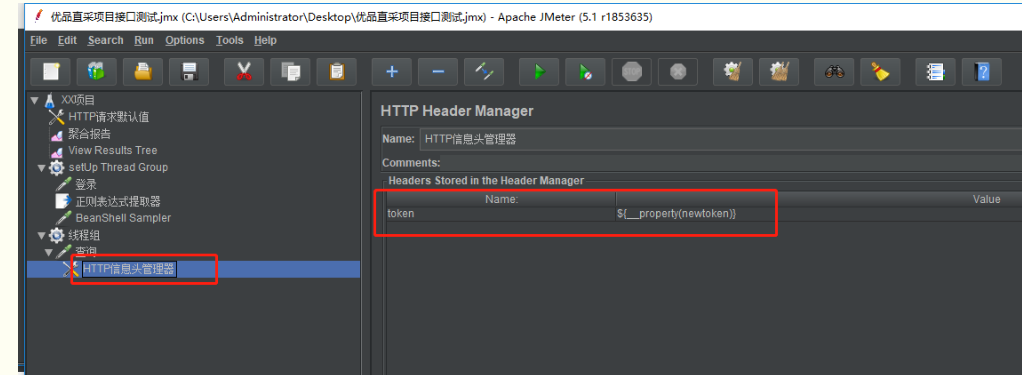 优品直采项目接口测试.jmx (C:\Users\Administrator\Desktop\优品直采项目接口测试.jmx) - Apache JMeter (5.1 r1853635)
File Edit Search Run Options Tools Help
XX项目
HTTP请求默认值
聚合报告
View Results Tree
setUp Thread Group
登录
正则表达式提取器
BeanShell Sampler
线程组
查询
HTTP信息头管理器
HTTP Header Manager
Name: HTTP信息头管理器
Comments:
Headers Stored in the Header Manager
Name: Value
token ${__property(newtoken)}